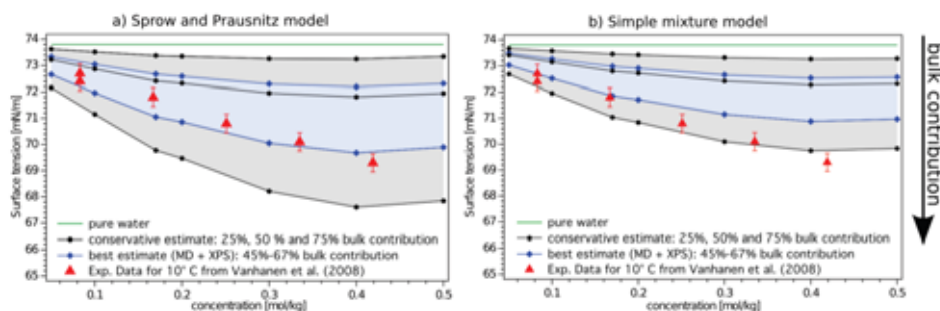 a) Sprow and Prausnitz model
74
73
72
71
70
69
68
67
66
65
Surface tension [mN/m]
pure water
conservative estimate: 25%, 50 % and 75% bulk contribution
best estimate (MD + XPS): 45%-67% bulk contribution
Exp. Data for 10° C from Vanhanen et al. (2008)
0.1
0.2
0.3
0.4
0.5
concentration [mol/kg]
b) Simple mixture model
74
73
72
71
70
69
68
67
66
65
Surface tension [mN/m]
pure water
conservative estimate: 25%, 50% and 75% bulk contribution
best estimate (MD + XPS): 45%-67% bulk contribution
Exp. Data for 10° C from Vanhanen et al. (2008)
0.1
0.2
0.3
0.4
0.5
concentration [mol/kg]
bulk contribution